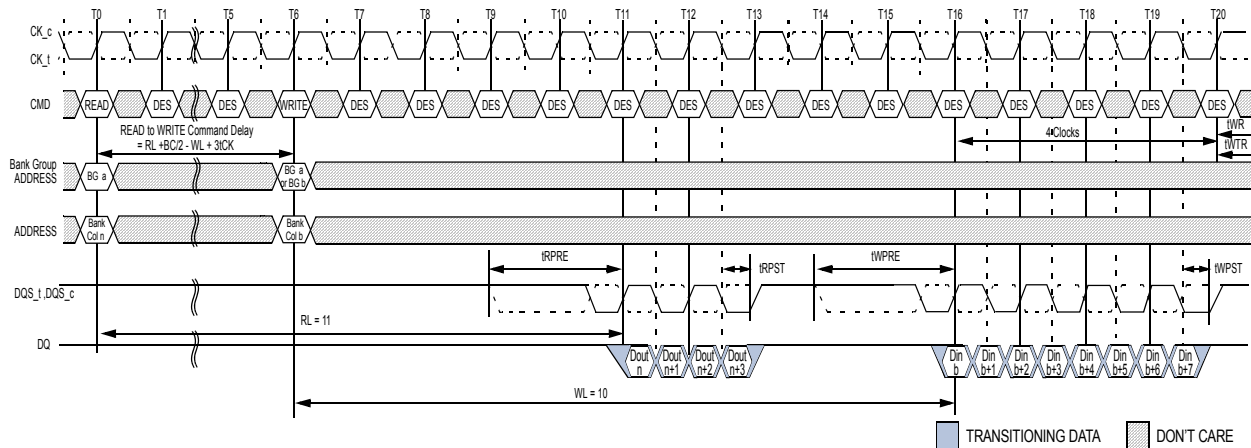 T0 T1 T5 T6 T7 T8 T9 T10 T11 T12 T13 T14 T15 T16 T17 T18 T19 T20
CK_c
CK_t
CMD READ DES DES WRITE DES DES DES DES DES DES DES DES DES DES DES DES DES DES
READ to WRITE Command Delay
= RL +BC/2 - WL + 3tCK
4 Clocks
tWR
tWTR
Bank Group
ADDRESS
BG a
BG a
or BG b
ADDRESS
Bank
Col n
Bank
Col b
tRPRE
tRPST
tWPRE
tWPST
DQS_t ,DQS_c
RL = 11
DQ
Dout
n
Dout
n+1
Dout
n+2
Dout
n+3
Din
b
Din
b+1
Din
b+2
Din
b+3
Din
b+4
Din
b+5
Din
b+6
Din
b+7
WL = 10
TRANSITIONING DATA
DON'T CARE